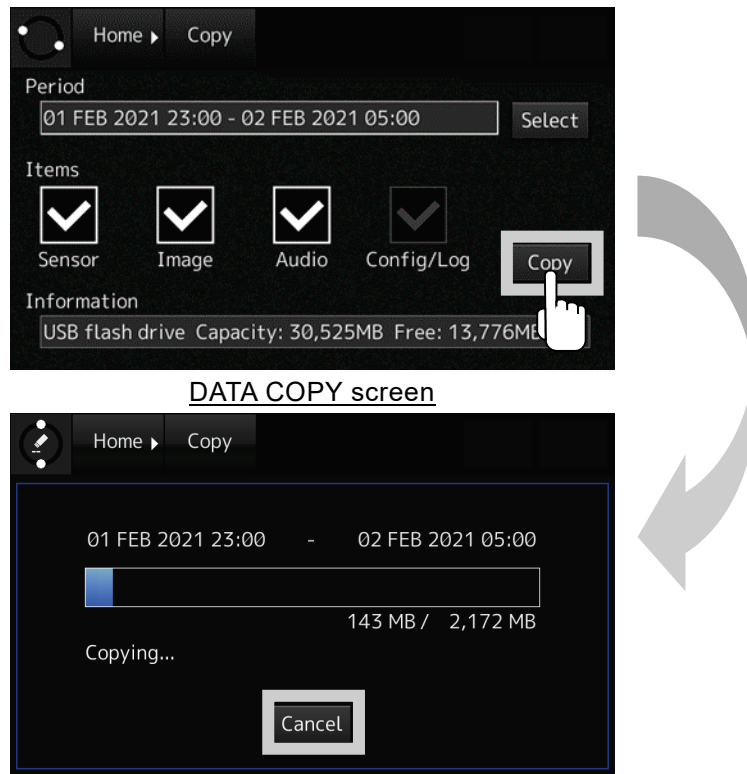 Home ▸ Copy
Period
01 FEB 2021 23:00 - 02 FEB 2021 05:00 Select
Items
Sensor Image Audio Config/Log Copy
Information
USB flash drive Capacity: 30,525MB Free: 13,776MB
DATA COPY screen
Home ▸ Copy
01 FEB 2021 23:00 - 02 FEB 2021 05:00
143 MB / 2,172 MB
Copying...
Cancel